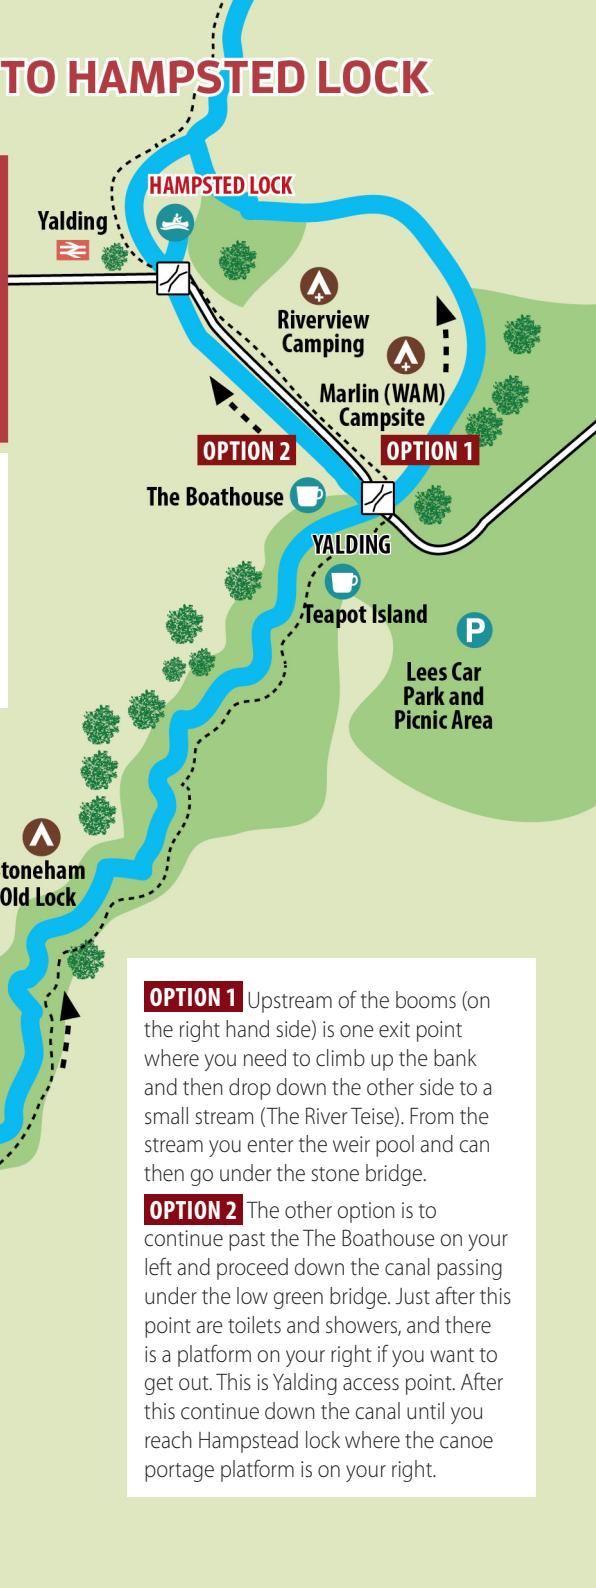 TO HAMPSTED LOCK
HAMPSTED LOCK
Yalding
Riverview
Camping
Marlin (WAM)
Campsite
OPTION 2
OPTION 1
The Boathouse
YALDING
Teapot Island
P
Lees Car
Park and
Picnic Area
toneham
Old Lock
OPTION 1 Upstream of the booms (on
the right hand side) is one exit point
where you need to climb up the bank
and then drop down the other side to a
small stream (The River Teise). From the
stream you enter the weir pool and can
then go under the stone bridge.
OPTION 2 The other option is to
continue past the The Boathouse on your
left and proceed down the canal passing
under the low green bridge. Just after this
point are toilets and showers, and there
is a platform on your right if you want to
get out. This is Yalding access point. After
this continue down the canal until you
reach Hampstead lock where the canoe
portage platform is on your right.